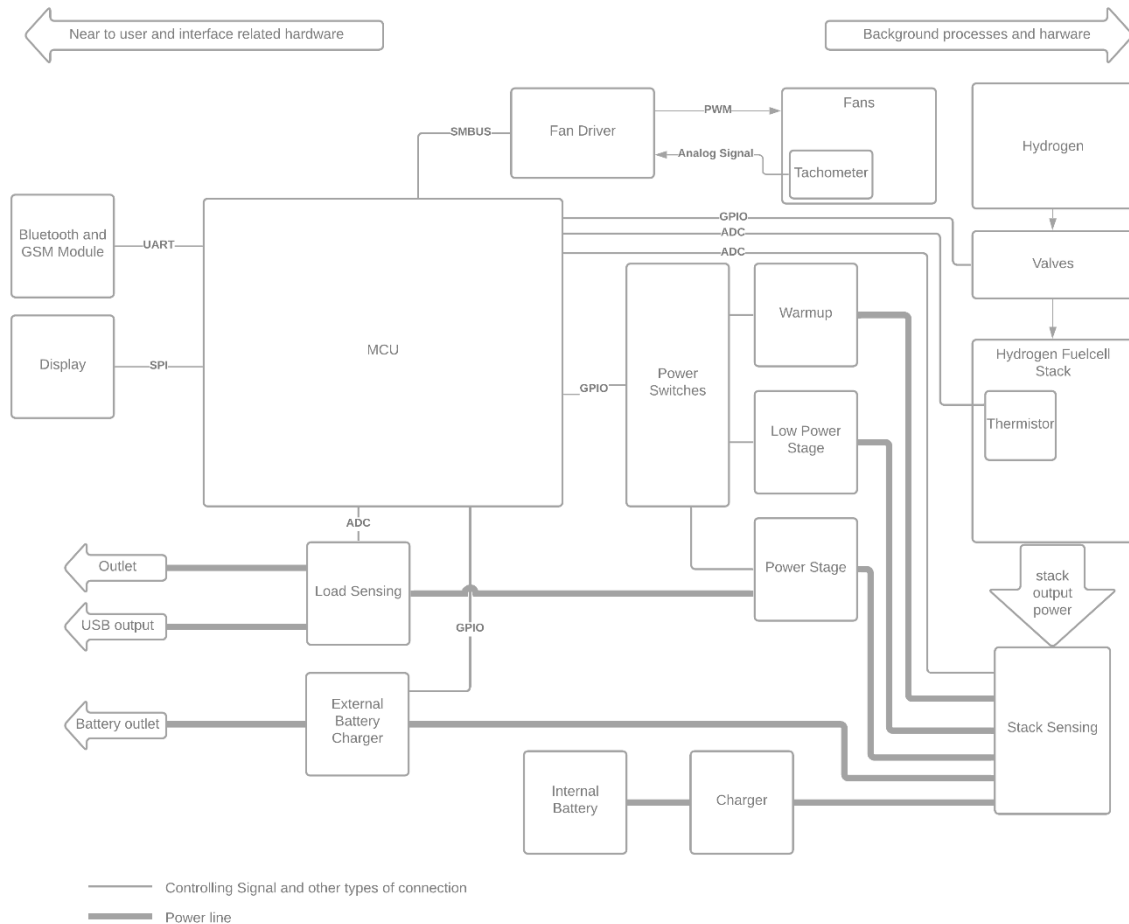 Near to user and interface related hardware
Background processes and harware
Fan Driver
PWM
Fans
SMBUS
Analog Signal
Tachometer
Hydrogen
Bluetooth and
GSM Module
UART
GPIO
ADC
ADC
Valves
Warmup
MCU
Display
SPI
Power
Switches
GPIO
Hydrogen Fuelcell
Stack
Thermistor
Low Power
Stage
ADC
Outlet
Load Sensing
Power Stage
stack
output
power
USB output
GPIO
Battery outlet
External
Battery
Charger
Stack Sensing
Internal
Battery
Charger
Controlling Signal and other types of connection
Power line